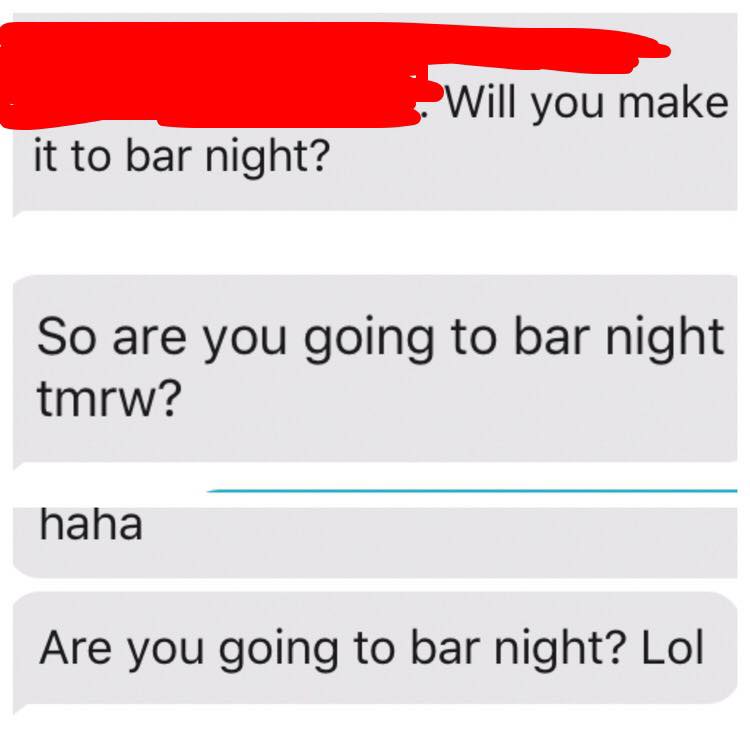 . Will you make
it to bar night?
So are you going to bar night
tmrw?
haha
Are you going to bar night? Lol